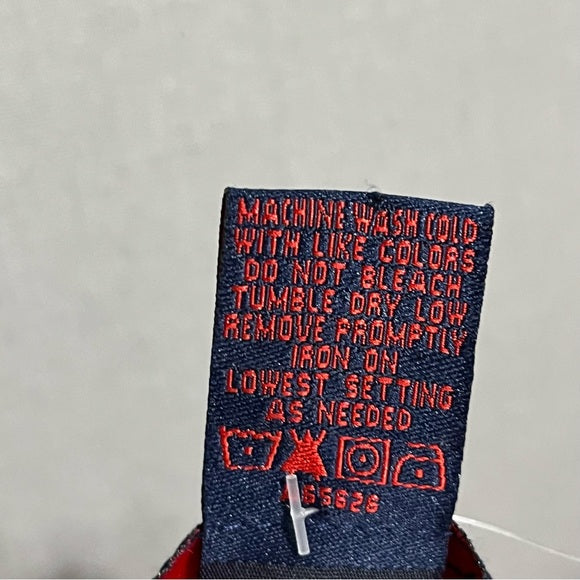 MACHINE WASH COLD
WITH LIKE COLORS
DO NOT BLEACH
TUMBLE DRY LOW
REMOVE PROMPTLY
IRON ON
LOWEST SETTING
AS NEEDED